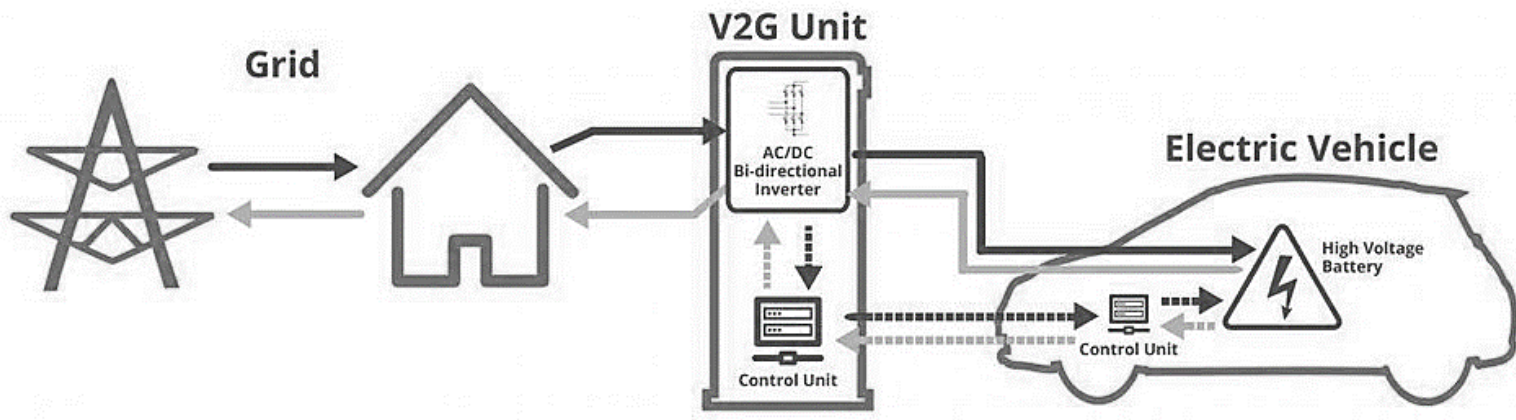 V2G Unit
Grid
AC/DC
Bi-directional
Inverter
Electric Vehicle
High Voltage
Battery
Control Unit
Control Unit